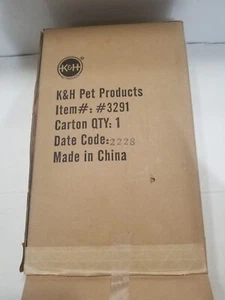 K&H
K&H Pet Products
Item#: #3291
Carton QTY: 1
Date Code: 2228
Made in China